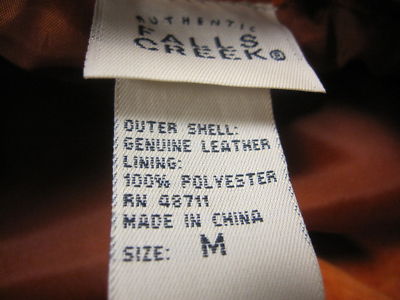 AUTHENTIC
FALLS
CREEK®
OUTER SHELL:
GENUINE LEATHER
LINING:
100% POLYESTER
RN 48711
MADE IN CHINA
SIZE: M